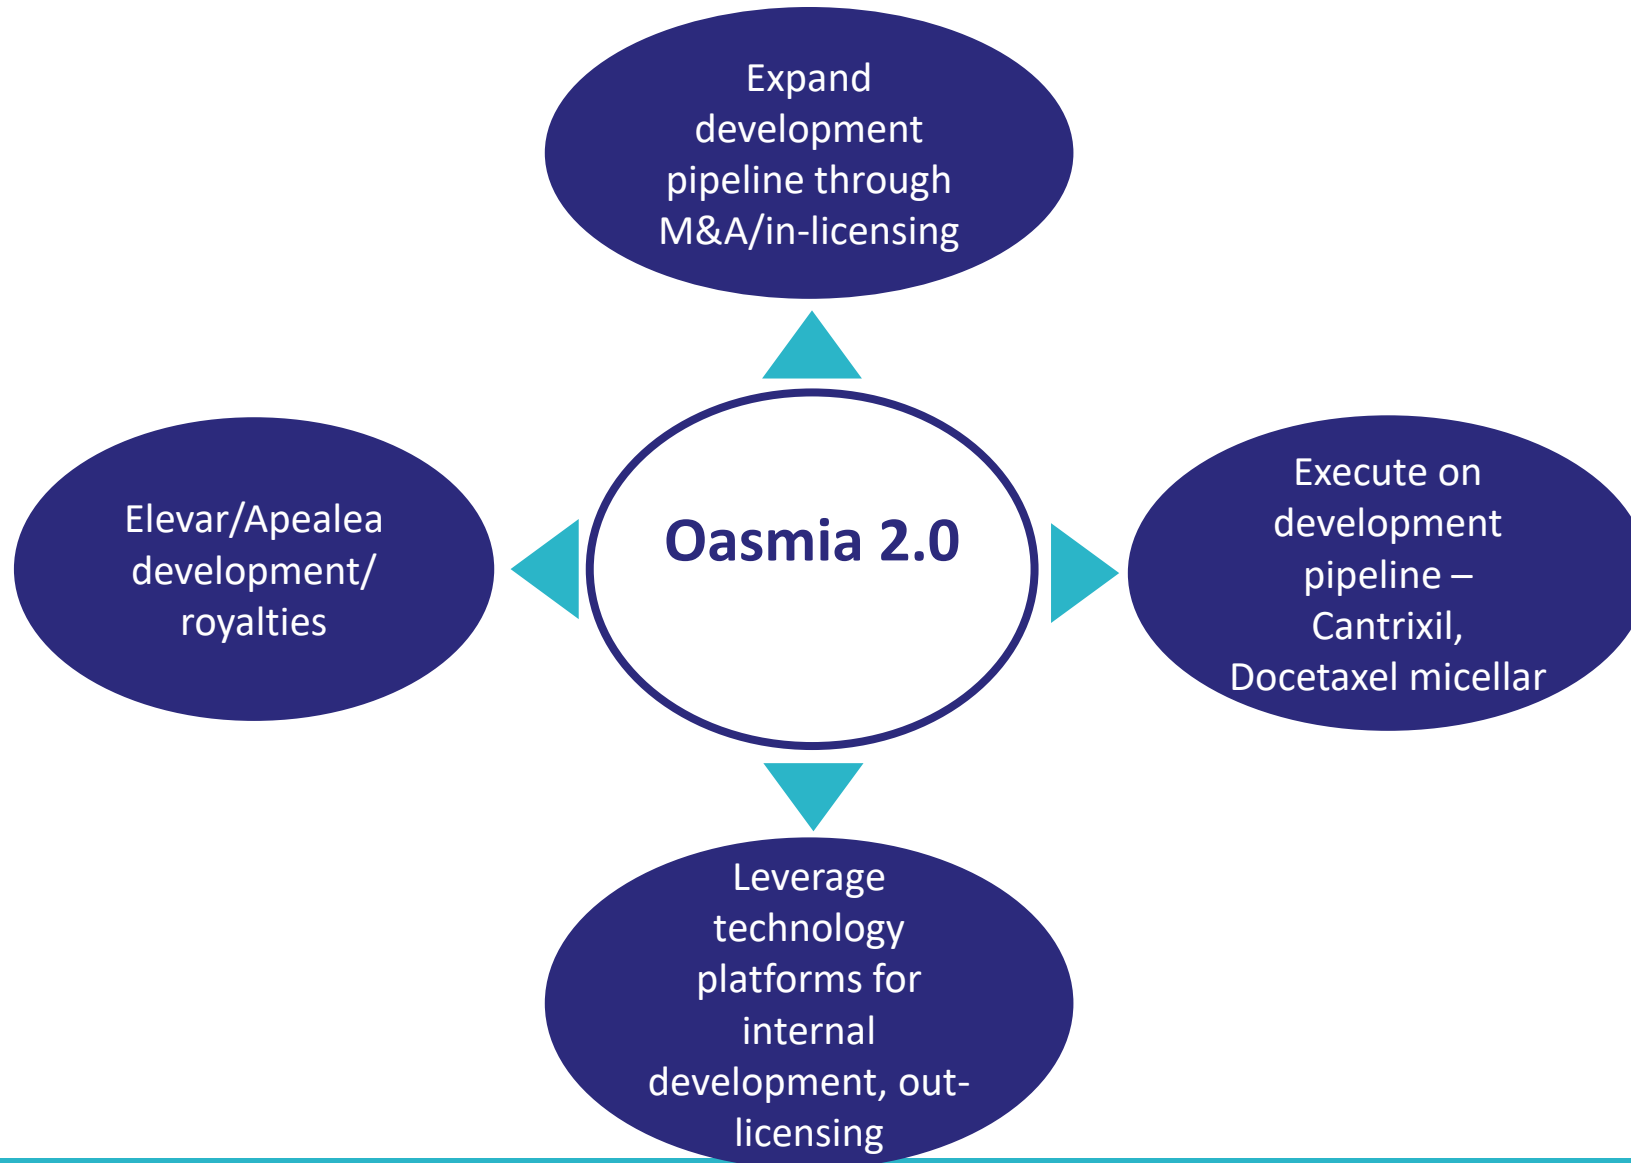 Expand
development
pipeline through
M&A/in-licensing
Elevar/Apealea
development/
royalties
Oasmia 2.0
Execute on
development
pipeline –
Cantrixil,
Docetaxel micellar
Leverage
technology
platforms for
internal
development, out-
licensing